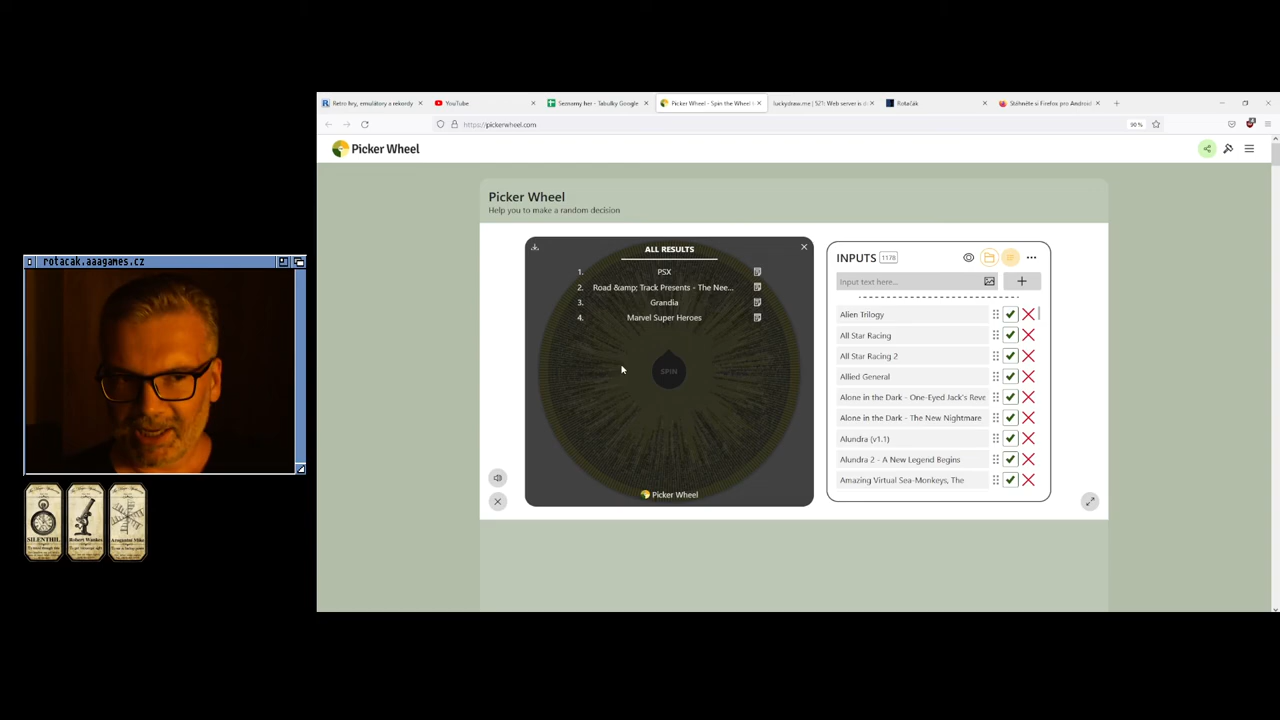 Retro hry, emulátory a rekordy
YouTube
Seznamy her - Tabulky Google
Picker Wheel - Spin the Wheel
luckydraw.me | 521: Web server is d
Rotačák
Stáhněte si Firefox pro Android
https://pickerwheel.com
90 %
Picker Wheel
Picker Wheel
Help you to make a random decision
ALL RESULTS
1. PSX
2. Road &amp; Track Presents - The Nee...
3. Grandia
4. Marvel Super Heroes
SPIN
Picker Wheel
INPUTS 1178
Input text here...
Alien Trilogy
All Star Racing
All Star Racing 2
Allied General
Alone in the Dark - One-Eyed Jack's Reve
Alone in the Dark - The New Nightmare
Alundra (v1.1)
Alundra 2 - A New Legend Begins
Amazing Virtual Sea-Monkeys, The
rotacak.aaagames.cz
SILENTHIL
Robert Wankes